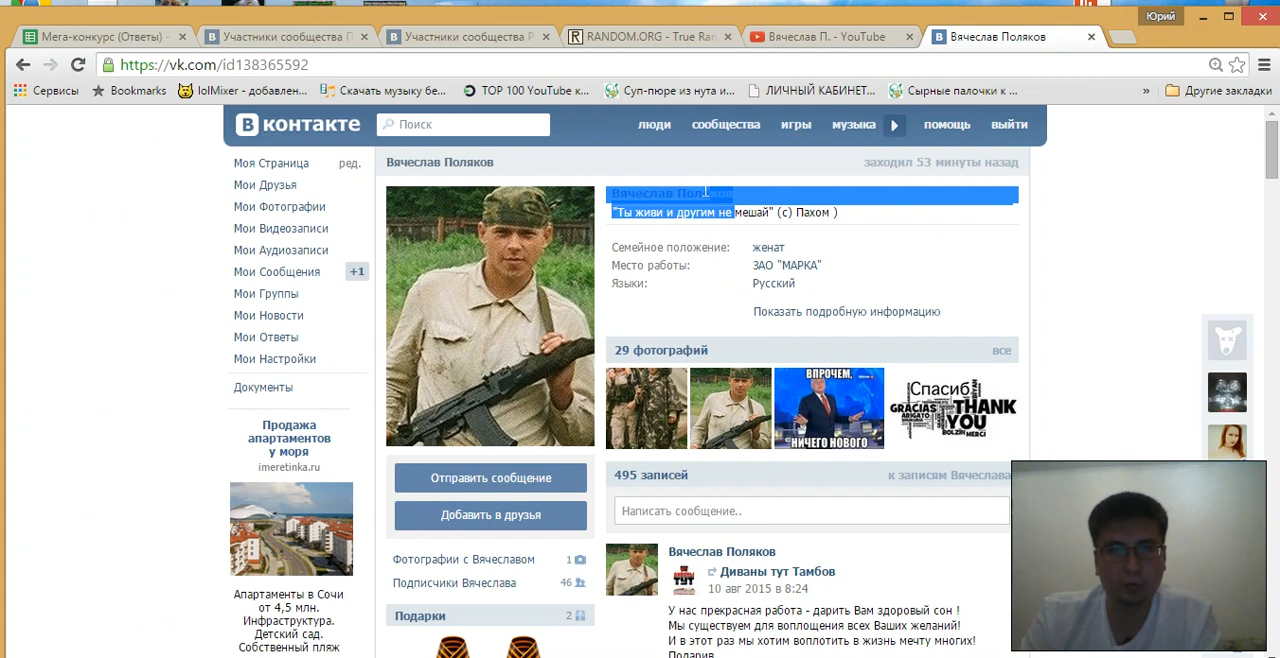 Юрий
Мега-конкурс (Ответы) -
Участники сообщества П
Участники сообщества Р
RANDOM.ORG - True Ran
Вячеслав П. - YouTube
Вячеслав Поляков
https://vk.com/id138365592
Сервисы
Bookmarks
lolMixer - добавлен...
Скачать музыку бе...
TOP 100 YouTube к...
Суп-пюре из нута и...
ЛИЧНЫЙ КАБИНЕТ...
Сырные палочки к ...
»
Другие закладки
В контакте
Поиск
люди
сообщества
игры
музыка
помощь
выйти
Моя Страница
ред.
Мои Друзья
Мои Фотографии
Мои Видеозаписи
Мои Аудиозаписи
Мои Сообщения
+1
Мои Группы
Мои Новости
Мои Ответы
Мои Настройки
Документы
Продажа
апартаментов
у моря
imeretinka.ru
Апартаменты в Сочи
от 4,5 млн.
Инфраструктура.
Детский сад.
Собственный пляж
Вячеслав Поляков
заходил 53 минуты назад
Вячеслав Поляков
"Ты живи и другим не мешай" (с) Пахом )
Семейное положение: женат
Место работы: ЗАО "МАРКА"
Языки: Русский
Показать подробную информацию
29 фотографий
все
ВПРОЧЕМ,
НИЧЕГО НОВОГО
Спасибо
GRACIAS
ARIGATO
SHUKURIA
THANK
YOU
BOLZIN
MERCI
Отправить сообщение
Добавить в друзья
Фотографии с Вячеславом 1
Подписчики Вячеслава 46
Подарки 2
495 записей
к записям Вячеслава
Написать сообщение..
Вячеслав Поляков
Диваны тут Тамбов
10 авг 2015 в 8:24
У нас прекрасная работа - дарить Вам здоровый сон !
Мы существуем для воплощения всех Ваших желаний!
И в этот раз мы хотим воплотить в жизнь мечту многих!
Подарив